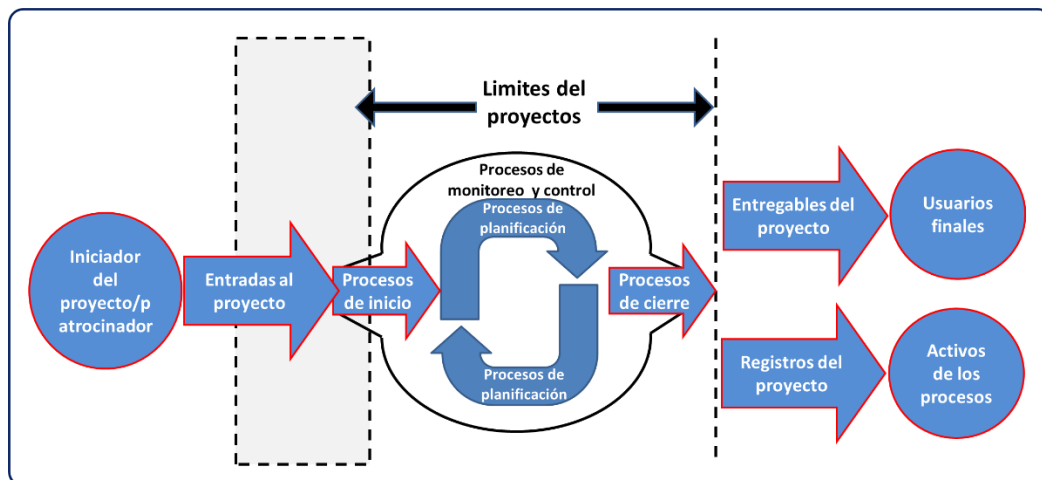 Limites del
proyectos
Procesos de
monitoreo y control
Procesos de
planificación
Iniciador
del
proyecto/p
atrocinador
Entradas al
proyecto
Procesos
de inicio
Procesos
de cierre
Procesos de
planificación
Entregables del
proyecto
Usuarios
finales
Registros del
proyecto
Activos
de los
procesos